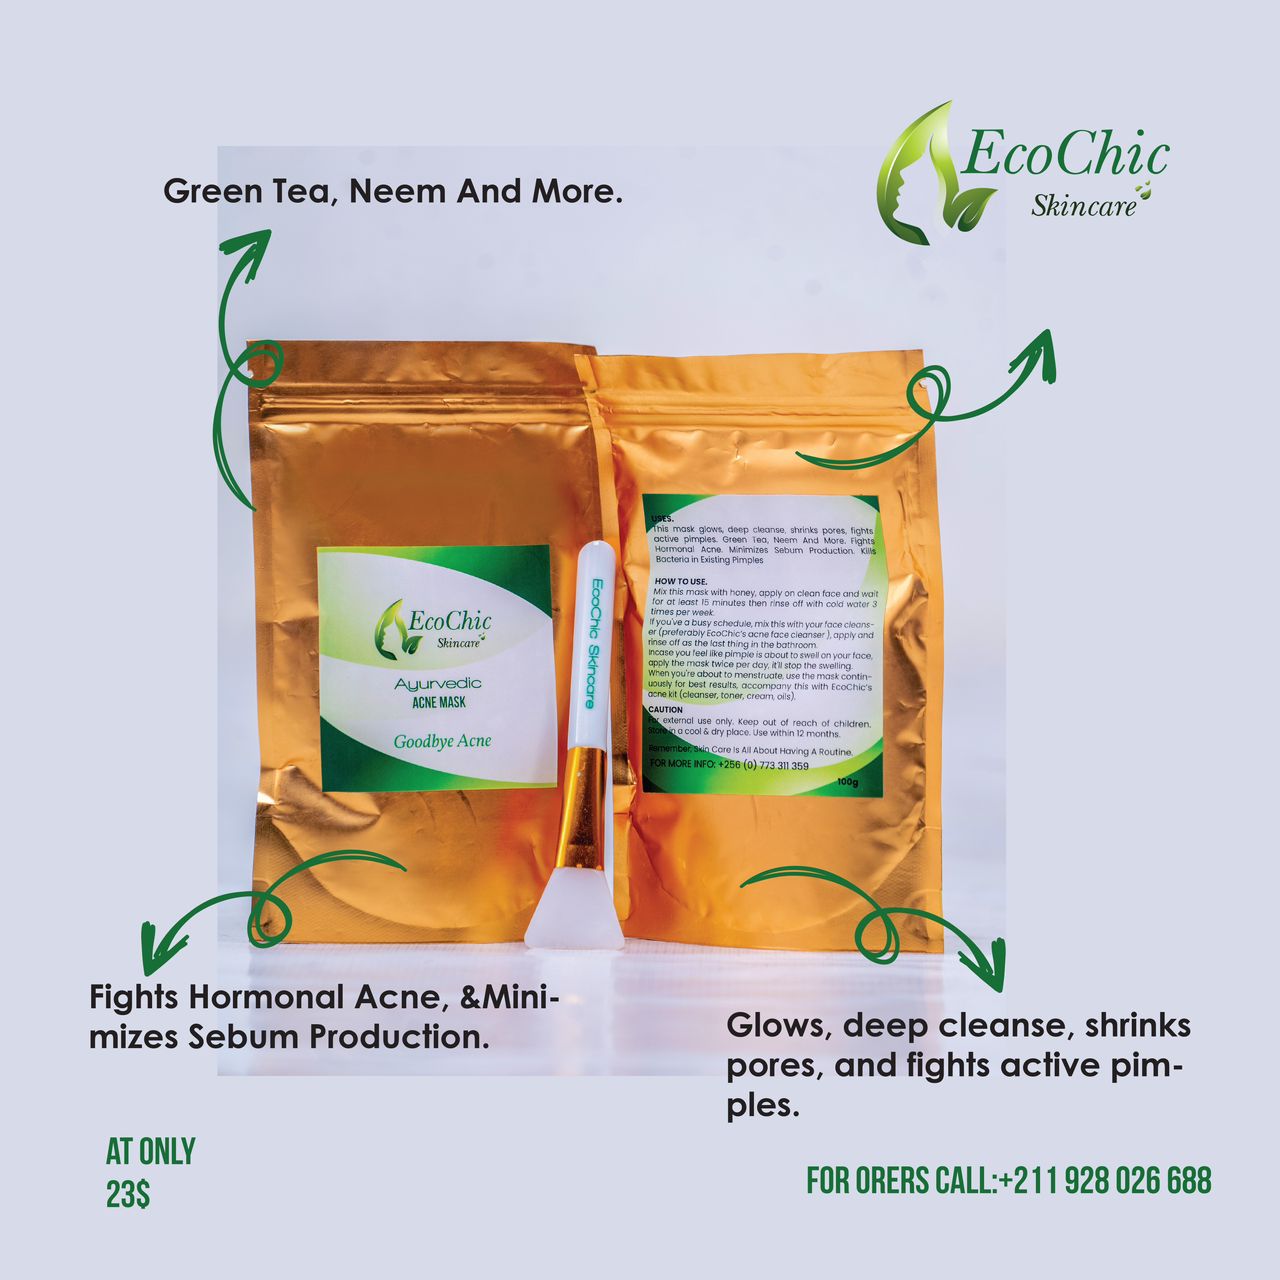 EcoChic
Skincare
Green Tea, Neem And More.
EcoChic
Skincare
Ayurvedic
ACNE MASK
Goodbye Acne
EcoChic Skincare
USES.
This mask glows, deep cleanse, shrinks pores, fights
active pimples. Green Tea, Neem And More. Fights
Hormonal Acne. Minimizes Sebum Production. Kills
Bacteria in Existing Pimples
HOW TO USE.
Mix this mask with honey, apply on clean face and wait
for at least 15 minutes then rinse off with cold water 3
times per week.
If you've a busy schedule, mix this with your face cleans-
er (preferably EcoChic's acne face cleanser ), apply and
rinse off as the last thing in the bathroom.
Incase you feel like pimple is about to swell on your face,
apply the mask twice per day, it'll stop the swelling.
When you're about to menstruate, use the mask contin-
uously for best results, accompany this with EcoChic's
acne kit (cleanser, toner, cream, oils).
CAUTION
For external use only. Keep out of reach of children.
Store in a cool & dry place. Use within 12 months.
Remember, Skin Care Is All About Having A Routine.
FOR MORE INFO: +256 (0) 773 311 359
100g
Fights Hormonal Acne, &Mini-
mizes Sebum Production.
Glows, deep cleanse, shrinks
pores, and fights active pim-
ples.
AT ONLY
23$
FOR ORERS CALL:+211 928 026 688